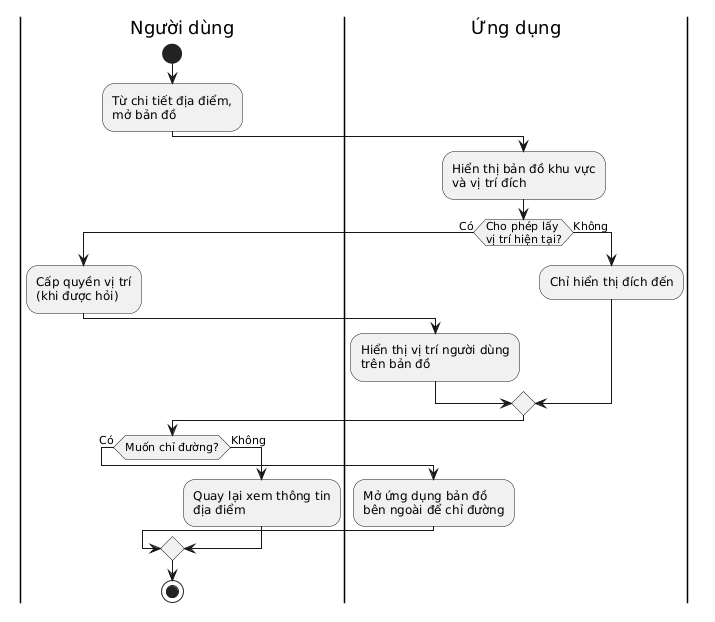 Người dùng
Ứng dụng
Từ chi tiết địa điểm,
mở bản đồ
Hiển thị bản đồ khu vực
và vị trí đích
Có
Cho phép lấy
vị trí hiện tại?
Không
Cấp quyền vị trí
(khi được hỏi)
Chỉ hiển thị đích đến
Hiển thị vị trí người dùng
trên bản đồ
Có
Muốn chỉ đường?
Không
Quay lại xem thông tin
địa điểm
Mở ứng dụng bản đồ
bên ngoài để chỉ đường